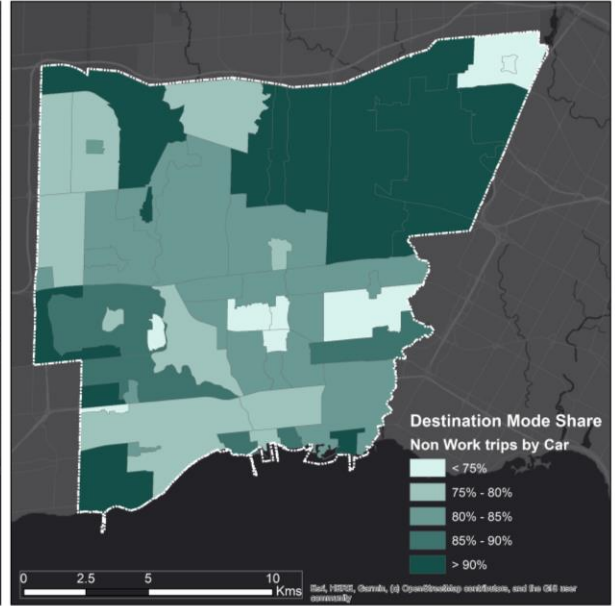 Destination Mode Share
Non Work trips by Car
< 75%
75% - 80%
80% - 85%
85% - 90%
> 90%
0 2.5 5 10
Kms
Esri, HERE, Garmin, (c) OpenStreetMap contributors, and the GIS user
community